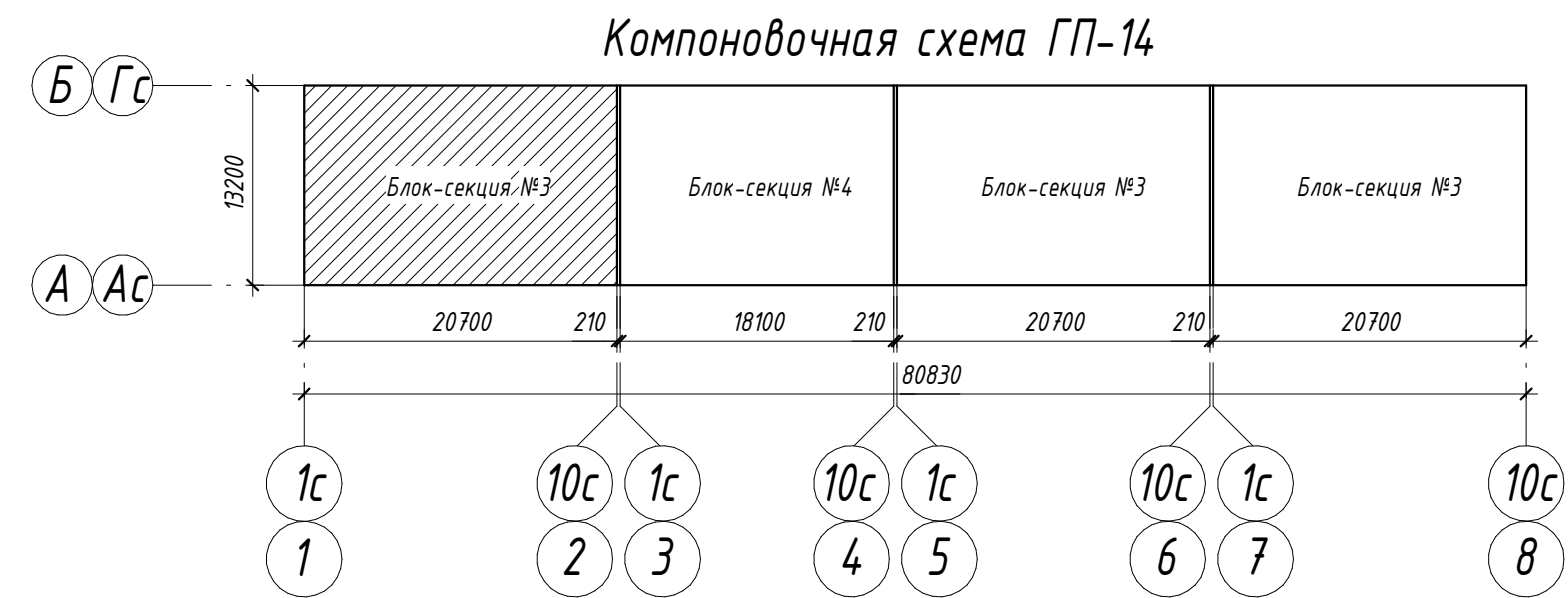 Компоновочная схема ГП-14
Б Гс
13200
Блок-секция №3 Блок-секция №4 Блок-секция №3 Блок-секция №3
А Ас
20700 210 18100 210 20700 210 20700
80830
1с 10с 1с 10с 1с 10с 1с 10с
1 2 3 4 5 6 7 8